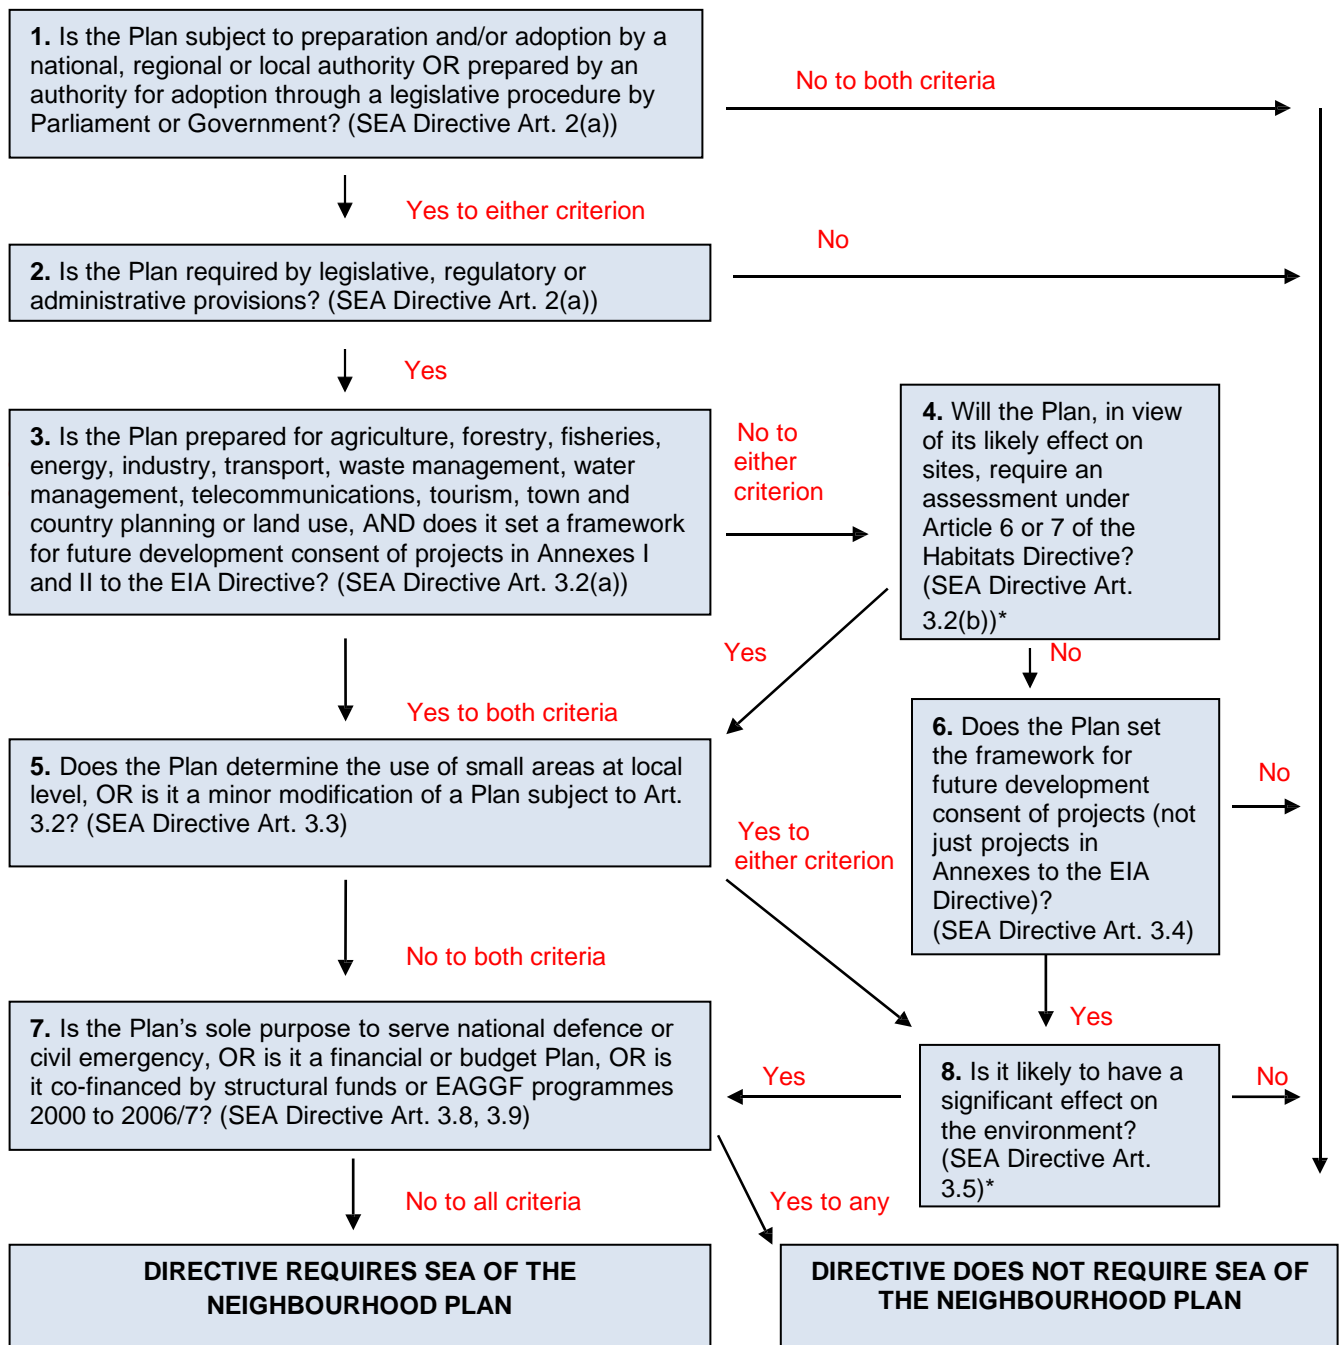 1. Is the Plan subject to preparation and/or adoption by a
national, regional or local authority OR prepared by an
authority for adoption through a legislative procedure by
Parliament or Government? (SEA Directive Art. 2(a))
No to both criteria
Yes to either criterion
2. Is the Plan required by legislative, regulatory or
administrative provisions? (SEA Directive Art. 2(a))
No
Yes
3. Is the Plan prepared for agriculture, forestry, fisheries,
energy, industry, transport, waste management, water
management, telecommunications, tourism, town and
country planning or land use, AND does it set a framework
for future development consent of projects in Annexes I
and II to the EIA Directive? (SEA Directive Art. 3.2(a))
No to
either
criterion
4. Will the Plan, in view
of its likely effect on
sites, require an
assessment under
Article 6 or 7 of the
Habitats Directive?
(SEA Directive Art.
3.2(b))*
Yes
No
Yes to both criteria
5. Does the Plan determine the use of small areas at local
level, OR is it a minor modification of a Plan subject to Art.
3.2? (SEA Directive Art. 3.3)
Yes to
either criterion
6. Does the Plan set
the framework for
future development
consent of projects (not
just projects in
Annexes to the EIA
Directive)?
(SEA Directive Art. 3.4)
No
No to both criteria
Yes
7. Is the Plan’s sole purpose to serve national defence or
civil emergency, OR is it a financial or budget Plan, OR is
it co-financed by structural funds or EAGGF programmes
2000 to 2006/7? (SEA Directive Art. 3.8, 3.9)
Yes
8. Is it likely to have a
significant effect on
the environment?
(SEA Directive Art.
3.5)*
No
No to all criteria
Yes to any
DIRECTIVE REQUIRES SEA OF THE
NEIGHBOURHOOD PLAN
DIRECTIVE DOES NOT REQUIRE SEA OF
THE NEIGHBOURHOOD PLAN